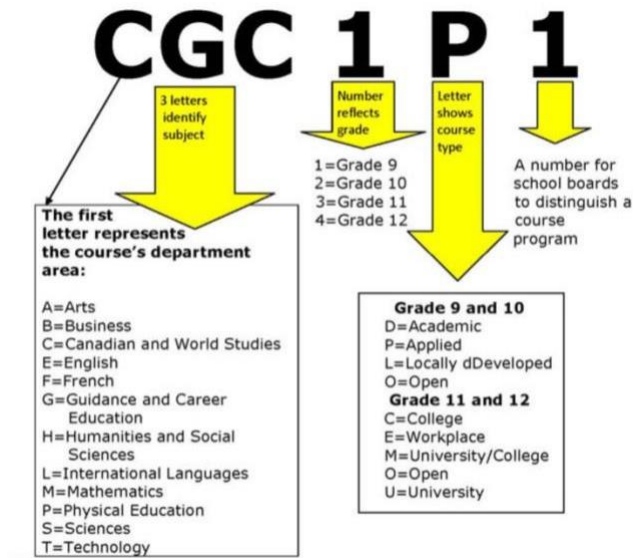 CGC 1 P 1
3 letters
identify
subject
Number
reflects
grade
Letter
shows
course
type
1=Grade 9
2=Grade 10
3=Grade 11
4=Grade 12
A number for
school boards
to distinguish a
course
program
The first
letter represents
the course's department
area:
A=Arts
B=Business
C=Canadian and World Studies
E=English
F=French
G=Guidance and Career
Education
H=Humanities and Social
Sciences
L=International Languages
M=Mathematics
P=Physical Education
S=Sciences
T=Technology
Grade 9 and 10
D=Academic
P=Applied
L=Locally dDeveloped
O=Open
Grade 11 and 12
C=College
E=Workplace
M=University/College
O=Open
U=University